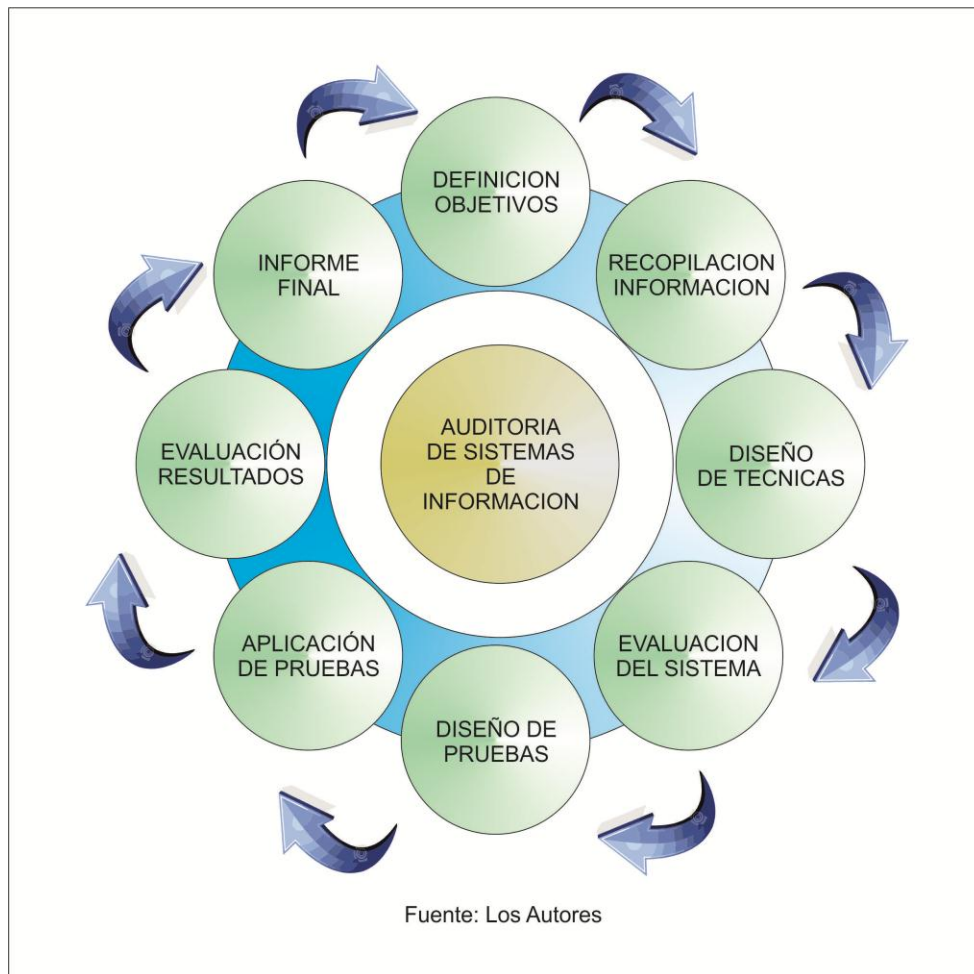 DEFINICION
OBJETIVOS
RECOPILACION
INFORMACION
DISEÑO
DE TECNICAS
EVALUACION
DEL SISTEMA
DISEÑO DE
PRUEBAS
APLICACIÓN
DE PRUEBAS
EVALUACIÓN
RESULTADOS
INFORME
FINAL
AUDITORIA
DE SISTEMAS
DE
INFORMACION
Fuente: Los Autores